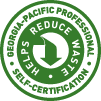 GEORGIA-PACIFIC PROFESSIONAL
• HELPS REDUCE WASTE •
SELF-CERTIFICATION